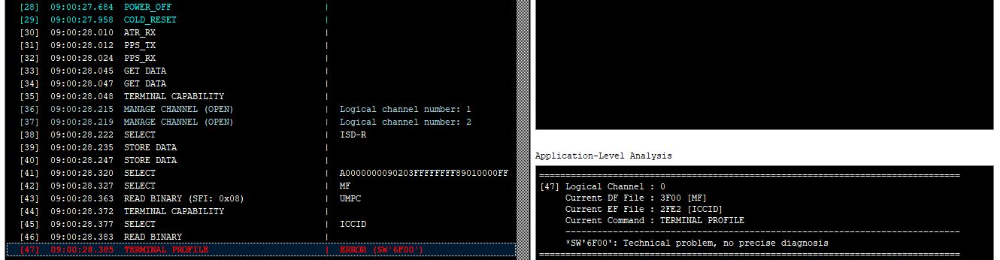 [28] 09:00:27.684 POWER_OFF |
[29] 09:00:27.958 COLD_RESET |
[30] 09:00:28.010 ATR_RX |
[31] 09:00:28.012 PPS_TX |
[32] 09:00:28.024 PPS_RX |
[33] 09:00:28.045 GET DATA |
[34] 09:00:28.047 GET DATA |
[35] 09:00:28.048 TERMINAL CAPABILITY |
[36] 09:00:28.215 MANAGE CHANNEL (OPEN) | Logical channel number: 1
[37] 09:00:28.219 MANAGE CHANNEL (OPEN) | Logical channel number: 2
[38] 09:00:28.222 SELECT | ISD-R
[39] 09:00:28.235 STORE DATA |
[40] 09:00:28.247 STORE DATA |
[41] 09:00:28.320 SELECT | A0000000090203FFFFFFFF89010000FF
[42] 09:00:28.327 SELECT | MF
[43] 09:00:28.363 READ BINARY (SFI: 0x08) | UMPC
[44] 09:00:28.372 TERMINAL CAPABILITY |
[45] 09:00:28.377 SELECT | ICCID
[46] 09:00:28.383 READ BINARY |
[47] 09:00:28.385 TERMINAL PROFILE | ERROR (SW'6F00')
Application-Level Analysis
================================================================================
[47] Logical Channel : 0
Current DF File : 3F00 [MF]
Current EF File : 2FE2 [ICCID]
Current Command : TERMINAL PROFILE
---------------------------------------------------------------------------
*SW'6F00': Technical problem, no precise diagnosis
================================================================================